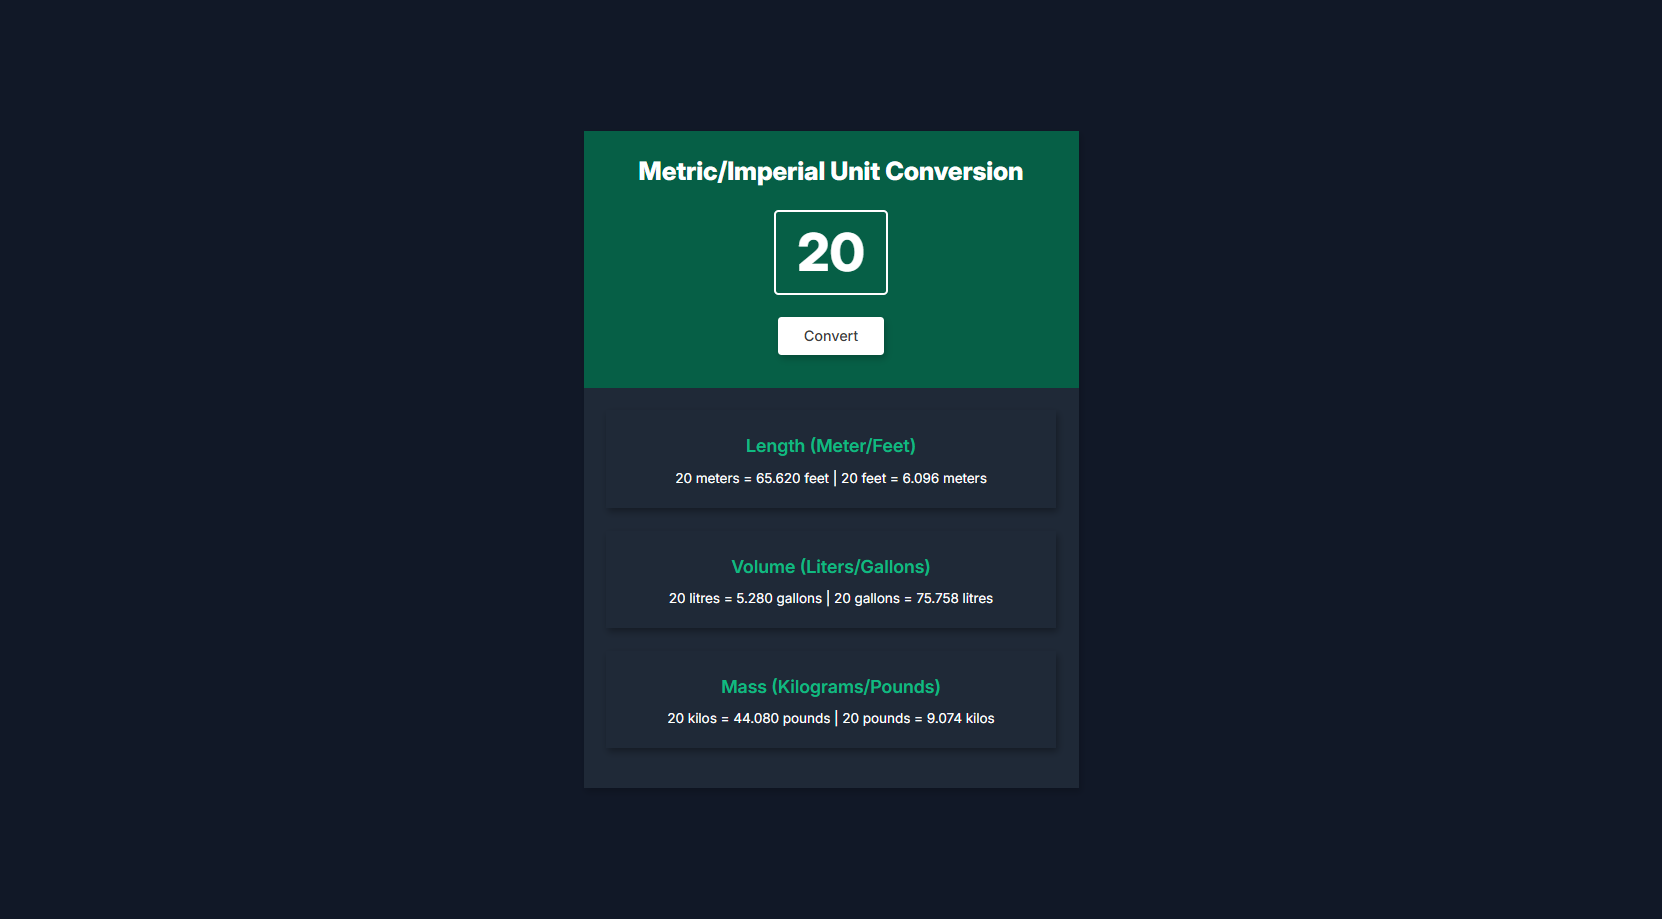 Metric/Imperial Unit Conversion
20
Convert
Length (Meter/Feet)
20 meters = 65.620 feet | 20 feet = 6.096 meters
Volume (Liters/Gallons)
20 litres = 5.280 gallons | 20 gallons = 75.758 litres
Mass (Kilograms/Pounds)
20 kilos = 44.080 pounds | 20 pounds = 9.074 kilos